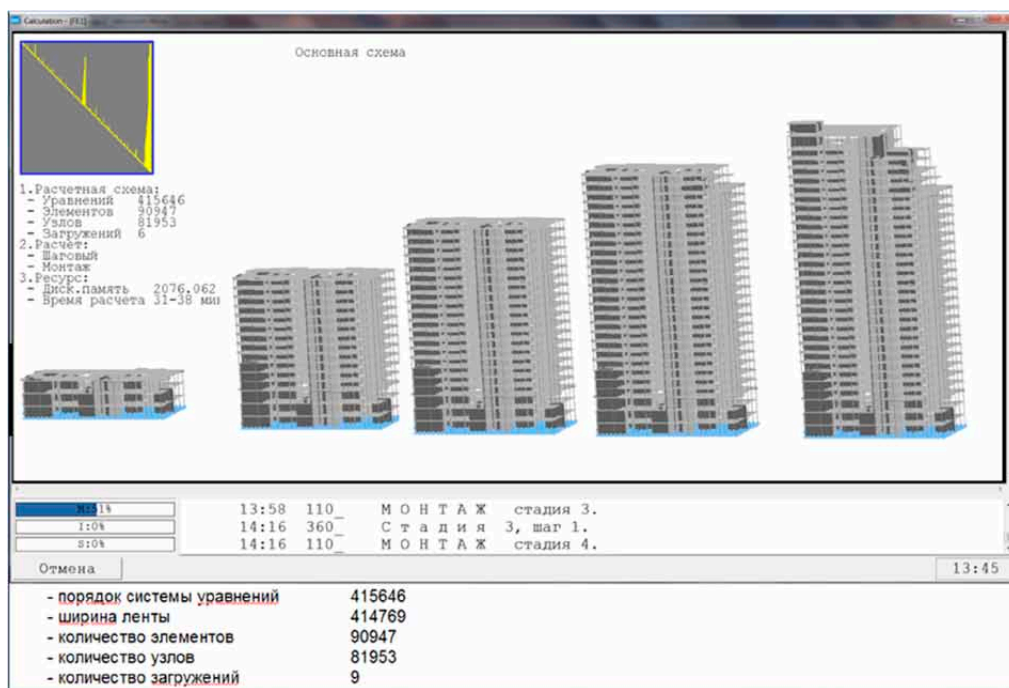 Calculation - [FE1]
Основная схема
1.Расчетная схема:
- Уравнений 415646
- Элементов 90947
- Узлов 81953
- Загружений 6
2.Расчет:
- Шаговый
- Монтаж
3.Ресурс:
- Диск.память 2076.062
- Время расчета 31-38 мин
M:51%
I:0%
S:0%
13:58 110_ М О Н Т А Ж стадия 3.
14:16 360_ С т а д и я 3, шаг 1.
14:16 110_ М О Н Т А Ж стадия 4.
Отмена
13:45
- порядок системы уравнений 415646
- ширина ленты 414769
- количество элементов 90947
- количество узлов 81953
- количество загружений 9